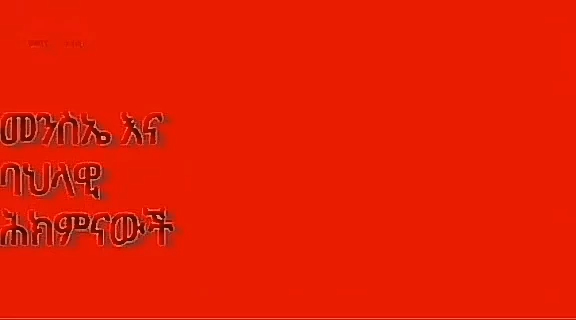 መንስኤ እና
ባህላዊ
ሕክምናውች